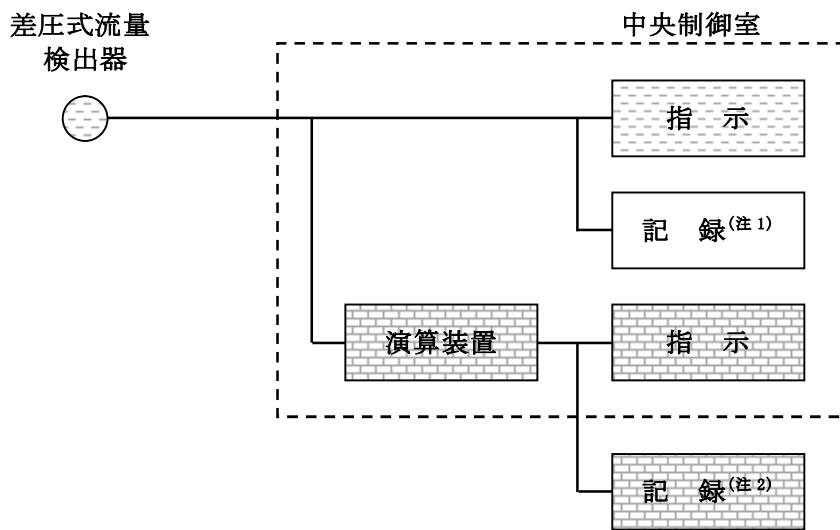 差圧式流量
検出器
中央制御室
指 示
記 録(注1)
演算装置
指 示
記 録(注2)